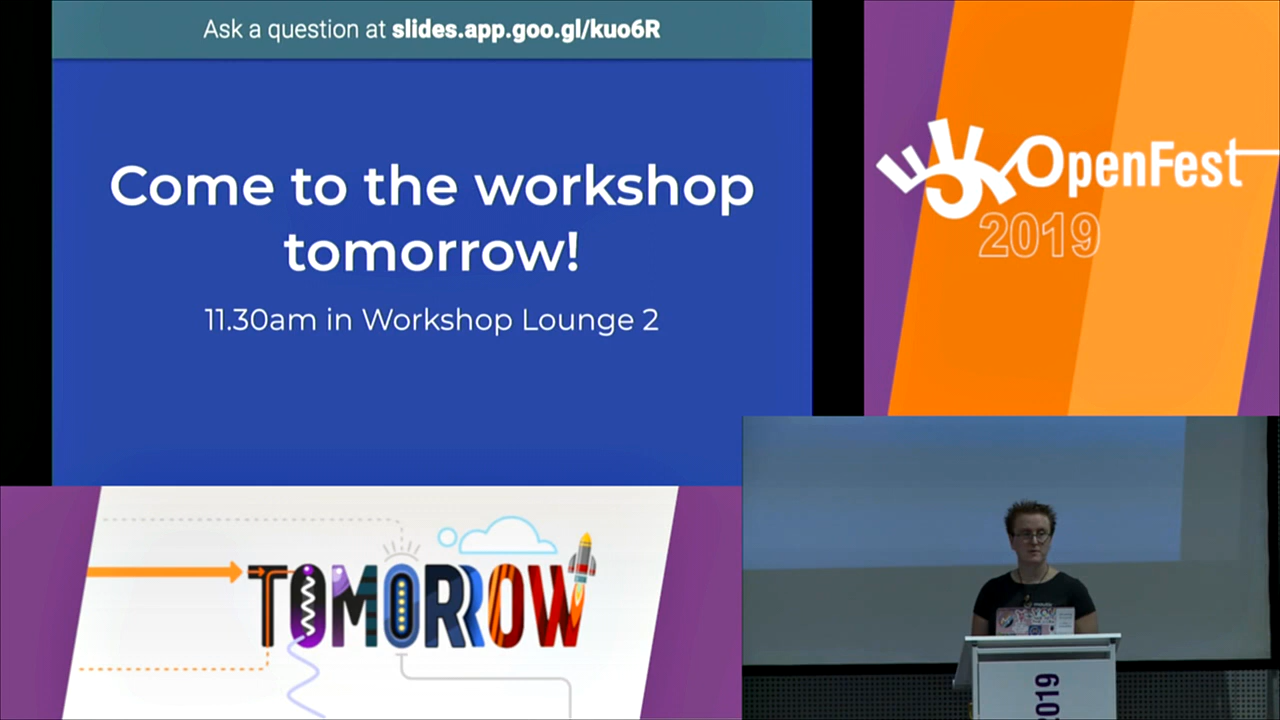 Ask a question at slides.app.goo.gl/kuo6R
Come to the workshop
tomorrow!
11.30am in Workshop Lounge 2
OpenFest
2019
TOMORROW
2019